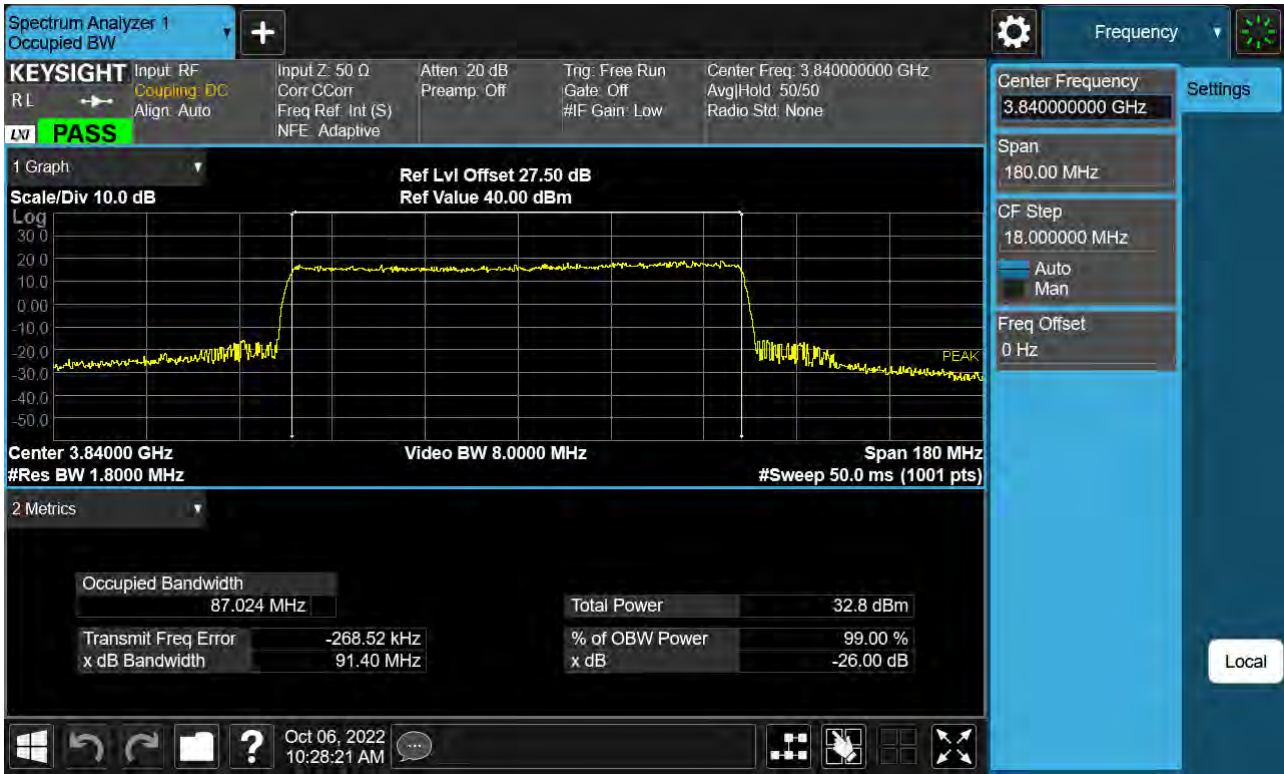 Spectrum Analyzer 1
Occupied BW
+
Frequency
KEYSIGHT
RL
LXI
PASS
Input: RF
Coupling: DC
Align: Auto
Input Z: 50 Ω
Corr CCorr
Freq Ref: Int (S)
NFE: Adaptive
Atten: 20 dB
Preamp: Off
Trig: Free Run
Gate: Off
#IF Gain: Low
Center Freq: 3.840000000 GHz
Avg|Hold: 50/50
Radio Std: None
Center Frequency
3.840000000 GHz
Settings
Span
180.00 MHz
CF Step
18.000000 MHz
Auto
Man
Freq Offset
0 Hz
1 Graph
Scale/Div 10.0 dB
Ref Lvl Offset 27.50 dB
Ref Value 40.00 dBm
Log
30.0
20.0
10.0
0.00
-10.0
-20.0
-30.0
-40.0
-50.0
PEAK
Center 3.84000 GHz
#Res BW 1.8000 MHz
Video BW 8.0000 MHz
Span 180 MHz
#Sweep 50.0 ms (1001 pts)
2 Metrics
Occupied Bandwidth
87.024 MHz
Transmit Freq Error -268.52 kHz
x dB Bandwidth 91.40 MHz
Total Power 32.8 dBm
% of OBW Power 99.00 %
x dB -26.00 dB
Local
?
Oct 06, 2022
10:28:21 AM